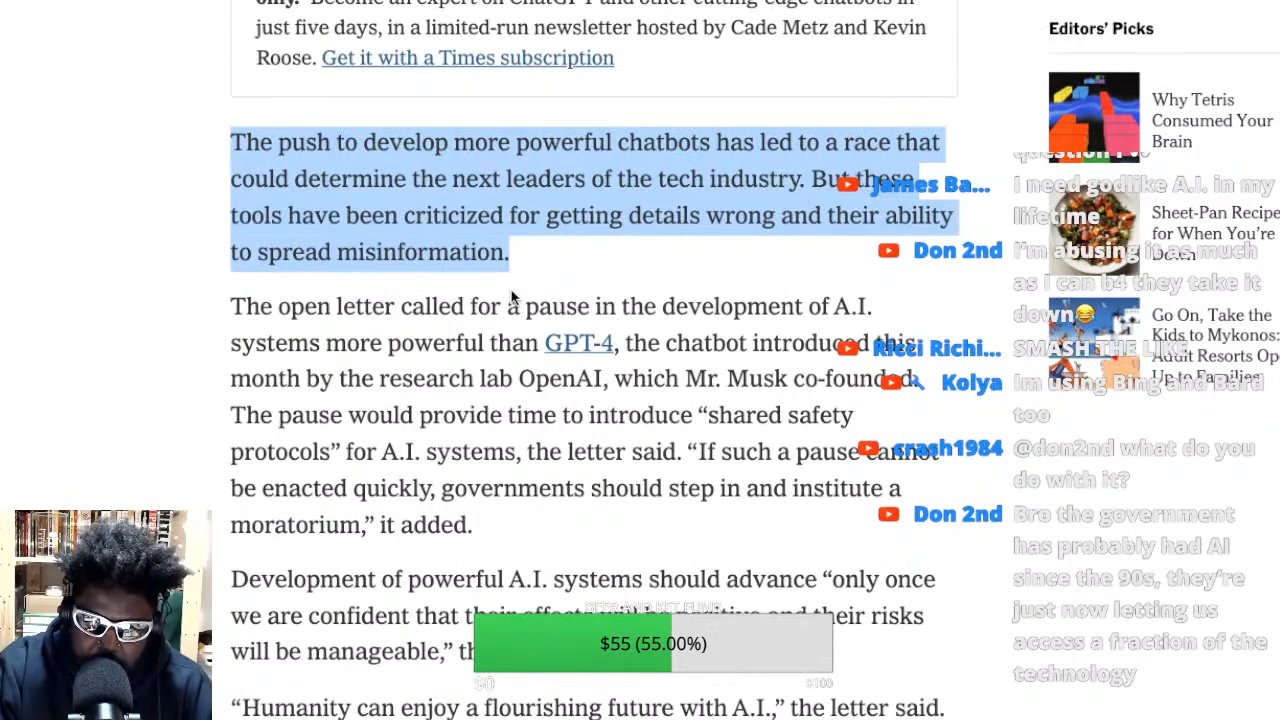 just five days, in a limited-run newsletter hosted by Cade Metz and Kevin
Roose. Get it with a Times subscription
The push to develop more powerful chatbots has led to a race that
could determine the next leaders of the tech industry. But these
tools have been criticized for getting details wrong and their ability
to spread misinformation.
The open letter called for a pause in the development of A.I.
systems more powerful than GPT-4, the chatbot introduced this
month by the research lab OpenAI, which Mr. Musk co-founded.
The pause would provide time to introduce “shared safety
protocols” for A.I. systems, the letter said. “If such a pause cannot
be enacted quickly, governments should step in and institute a
moratorium,” it added.
Development of powerful A.I. systems should advance “only once
we are confident that their effects will be positive and their risks
will be manageable,”
“Humanity can enjoy a flourishing future with A.I.,” the letter said.
$55 (55.00%)
$0
$100
Editors’ Picks
Why Tetris
Consumed Your
Brain
Sheet-Pan Recipe
for When You’re
Down
Go On, Take the
Kids to Mykonos:
Adult Resorts Op
Up to Families
James Ba...
I need godlike A.I. in my
lifetime
Don 2nd
I’m abusing it as much
as I can b4 they take it
down😂
Ricci Richi...
SMASH THE LIKE
Kolya
Im using Bing and Bard
too
crash1984
@don2nd what do you
do with it?
Don 2nd
Bro the government
has probably had AI
since the 90s, they’re
just now letting us
access a fraction of the
technology